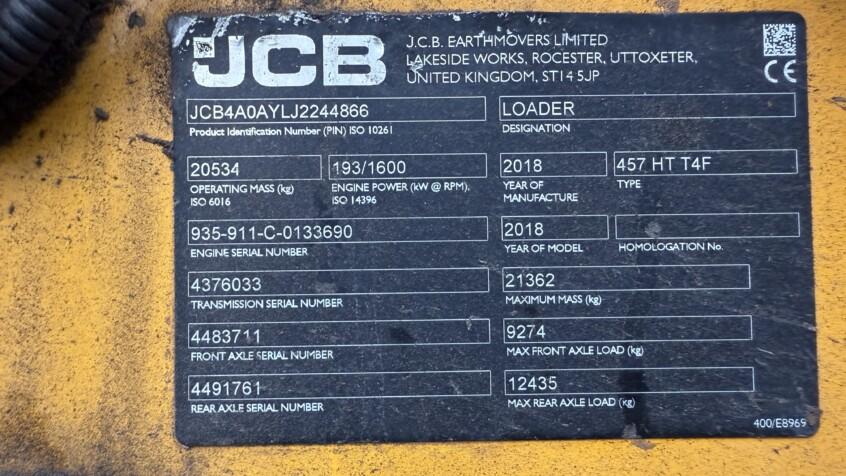 JCB
J.C.B. EARTHMOVERS LIMITED
LAKESIDE WORKS, ROCESTER, UTTOXETER,
UNITED KINGDOM, ST14 5JP
CE
JCB4A0AYLJ2244866
Product Identification Number (PIN) ISO 10261
LOADER
DESIGNATION
20534
OPERATING MASS (kg)
ISO 6016
193/1600
ENGINE POWER (kW @ RPM).
ISO 14396
2018
YEAR OF
MANUFACTURE
457 HT T4F
TYPE
935-911-C-0133690
ENGINE SERIAL NUMBER
2018
YEAR OF MODEL
HOMOLOGATION No.
4376033
TRANSMISSION SERIAL NUMBER
21362
MAXIMUM MASS (kg)
4483711
FRONT AXLE SERIAL NUMBER
9274
MAX FRONT AXLE LOAD (kg)
4491761
REAR AXLE SERIAL NUMBER
12435
MAX REAR AXLE LOAD (kg)
400/E8969